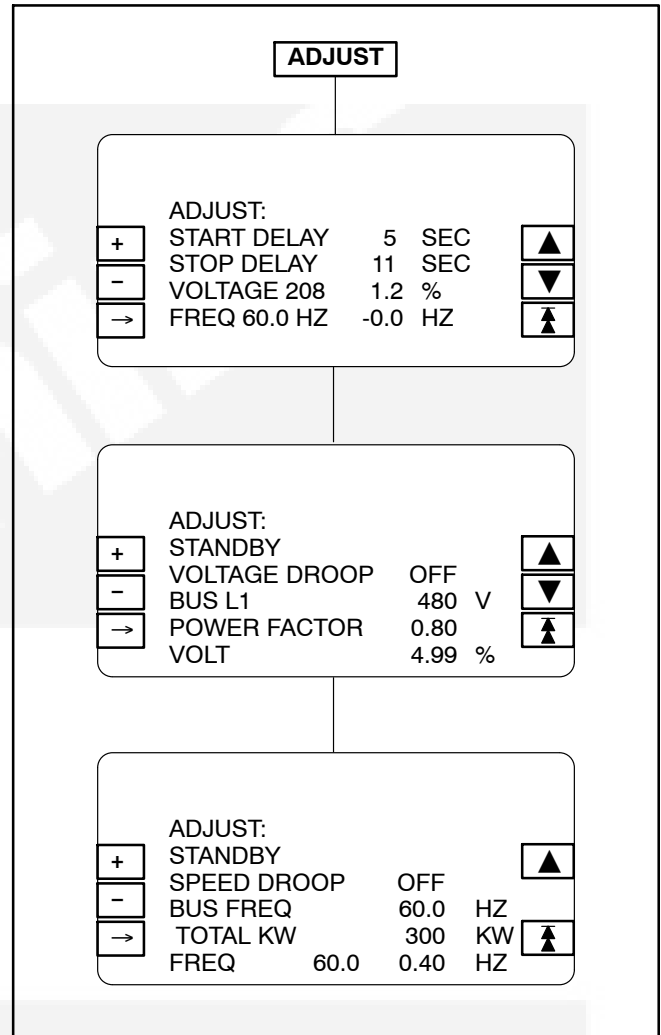 ADJUST
ADJUST:
+ START DELAY 5 SEC ▲
STOP DELAY 11 SEC
− VOLTAGE 208 1.2 % ▼
→ FREQ 60.0 HZ -0.0 HZ
ADJUST:
+ STANDBY ▲
VOLTAGE DROOP OFF
− BUS L1 480 V ▼
→ POWER FACTOR 0.80
VOLT 4.99 %
ADJUST:
+ STANDBY ▲
SPEED DROOP OFF
− BUS FREQ 60.0 HZ
→ TOTAL KW 300 KW
FREQ 60.0 0.40 HZ